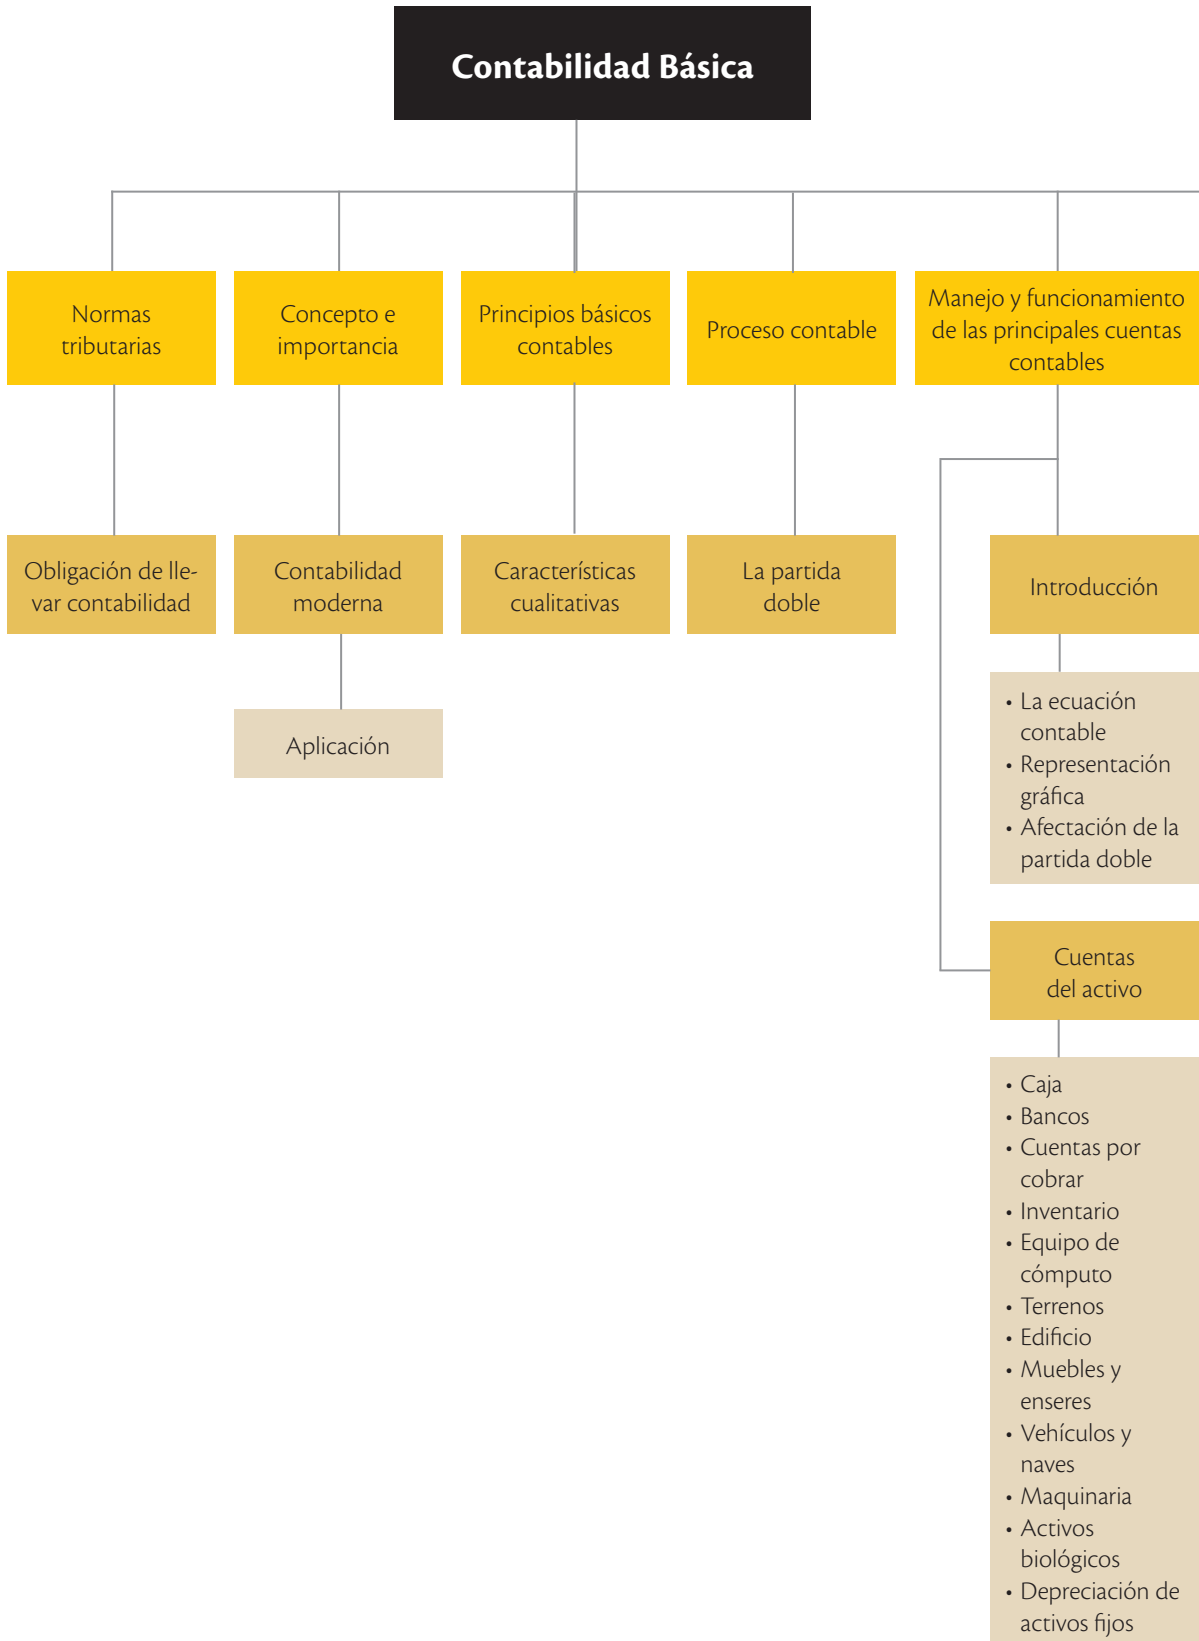 Contabilidad Básica
Normas
tributarias
Concepto e
importancia
Principios básicos
contables
Proceso contable
Manejo y funcionamiento
de las principales cuentas
contables
Obligación de lle-
var contabilidad
Contabilidad
moderna
Características
cualitativas
La partida
doble
Introducción
Aplicación
• La ecuación
contable
• Representación
gráfica
• Afectación de la
partida doble
Cuentas
del activo
• Caja
• Bancos
• Cuentas por
cobrar
• Inventario
• Equipo de
cómputo
• Terrenos
• Edificio
• Muebles y
enseres
• Vehículos y
naves
• Maquinaria
• Activos
biológicos
• Depreciación de
activos fijos